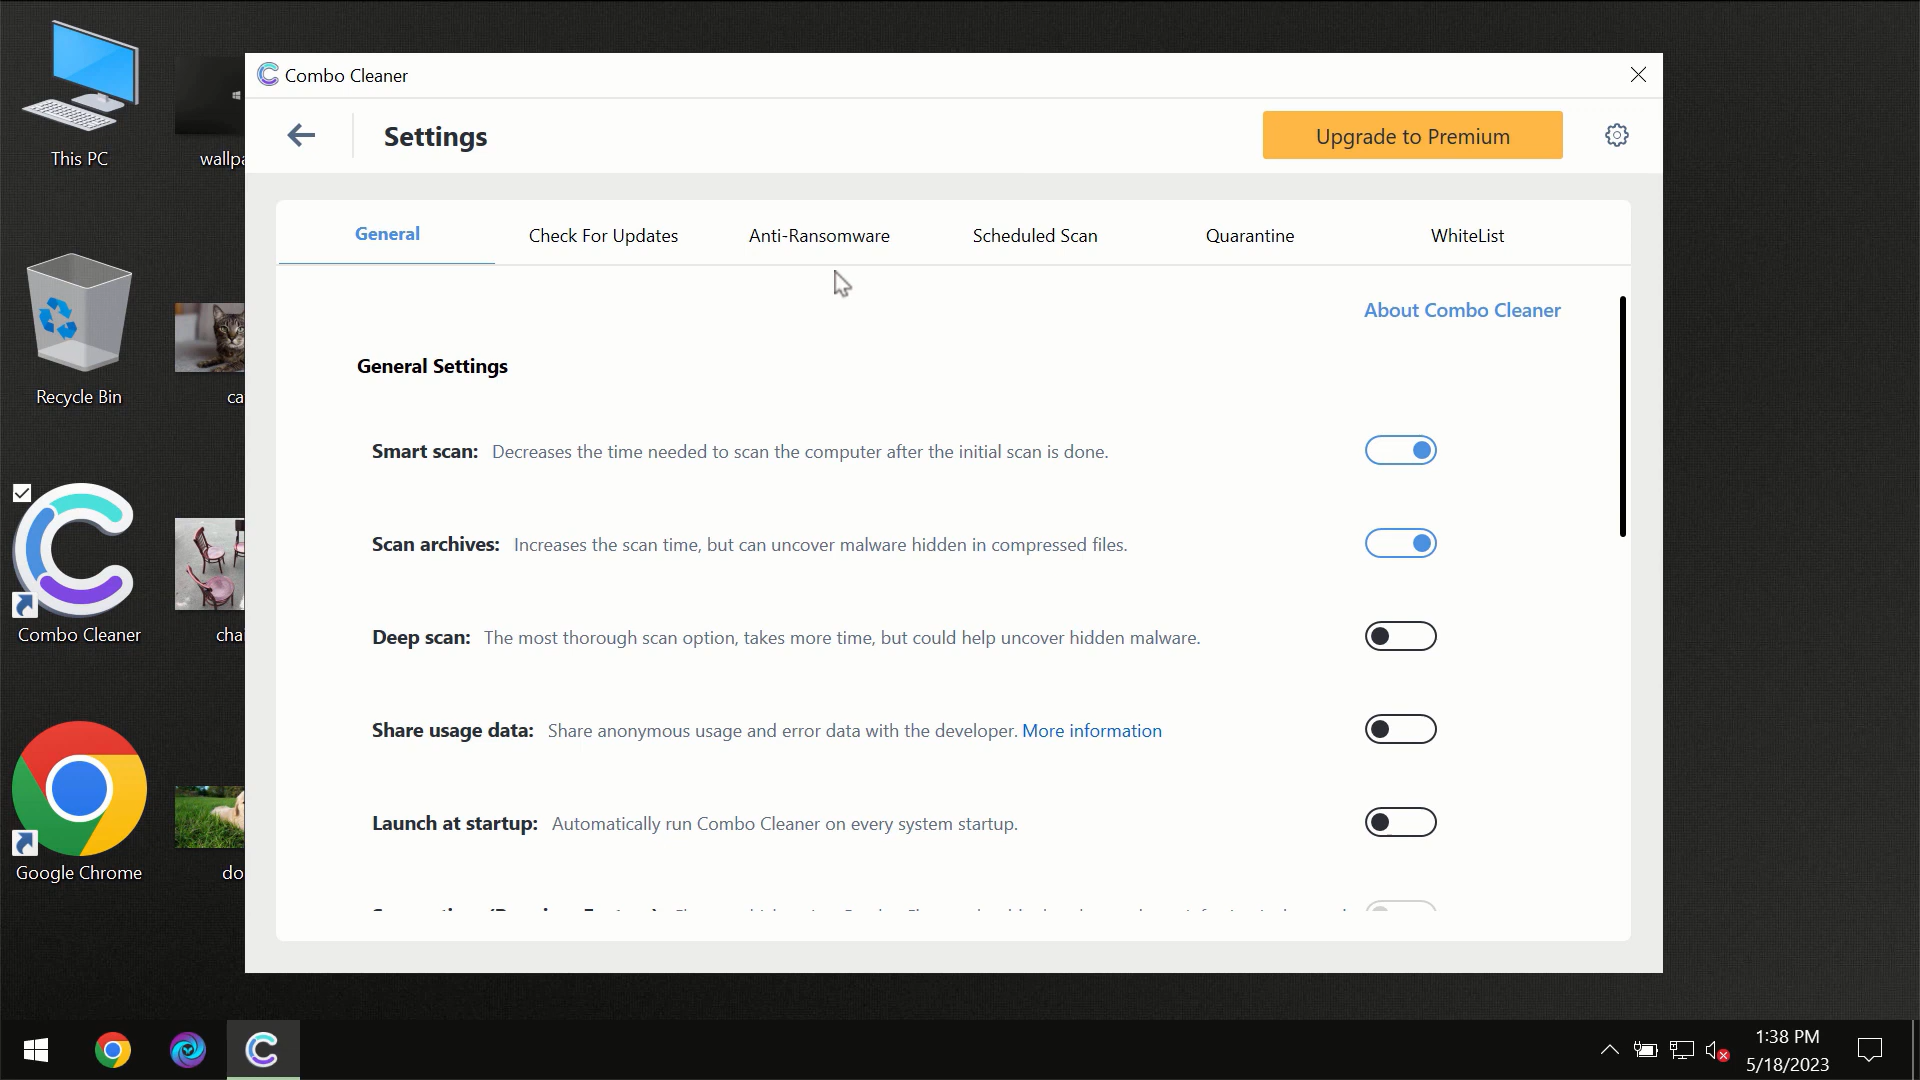 This PC
wallpa
Recycle Bin
ca
Combo Cleaner
cha
Google Chrome
do
Combo Cleaner
Settings
Upgrade to Premium
General
Check For Updates
Anti-Ransomware
Scheduled Scan
Quarantine
WhiteList
About Combo Cleaner
General Settings
Smart scan: Decreases the time needed to scan the computer after the initial scan is done.
Scan archives: Increases the scan time, but can uncover malware hidden in compressed files.
Deep scan: The most thorough scan option, takes more time, but could help uncover hidden malware.
Share usage data: Share anonymous usage and error data with the developer. More information
Launch at startup: Automatically run Combo Cleaner on every system startup.
1:38 PM
5/18/2023